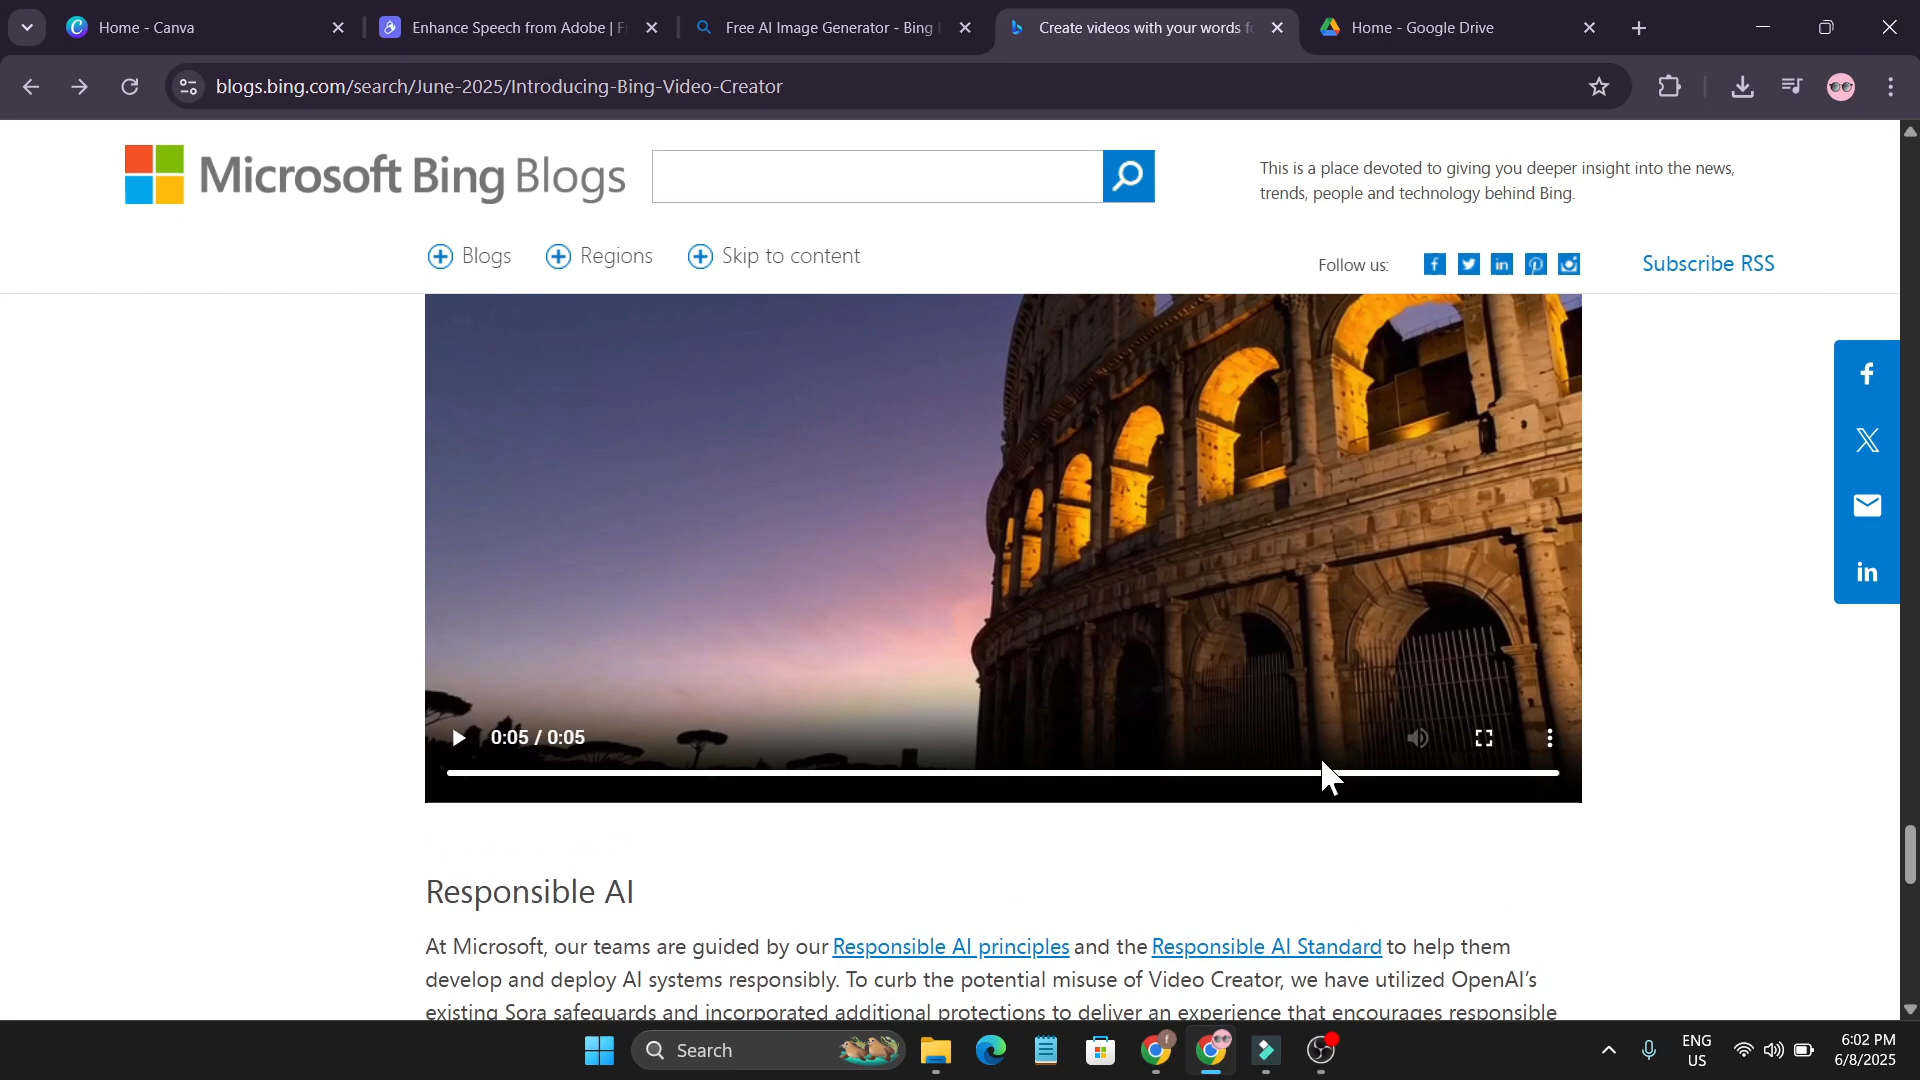 Home - Canva
Enhance Speech from Adobe | F
Free AI Image Generator - Bing
Create videos with your words fo
Home - Google Drive
blogs.bing.com/search/June-2025/Introducing-Bing-Video-Creator
Microsoft Bing Blogs
This is a place devoted to giving you deeper insight into the news,
trends, people and technology behind Bing.
Blogs
Regions
Skip to content
Follow us:
Subscribe RSS
0:05 / 0:05
Responsible AI
At Microsoft, our teams are guided by our Responsible AI principles and the Responsible AI Standard to help them
develop and deploy AI systems responsibly. To curb the potential misuse of Video Creator, we have utilized OpenAI's
existing Sora safeguards and incorporated additional protections to deliver an experience that encourages responsible
Search
ENG
US
6:02 PM
6/8/2025